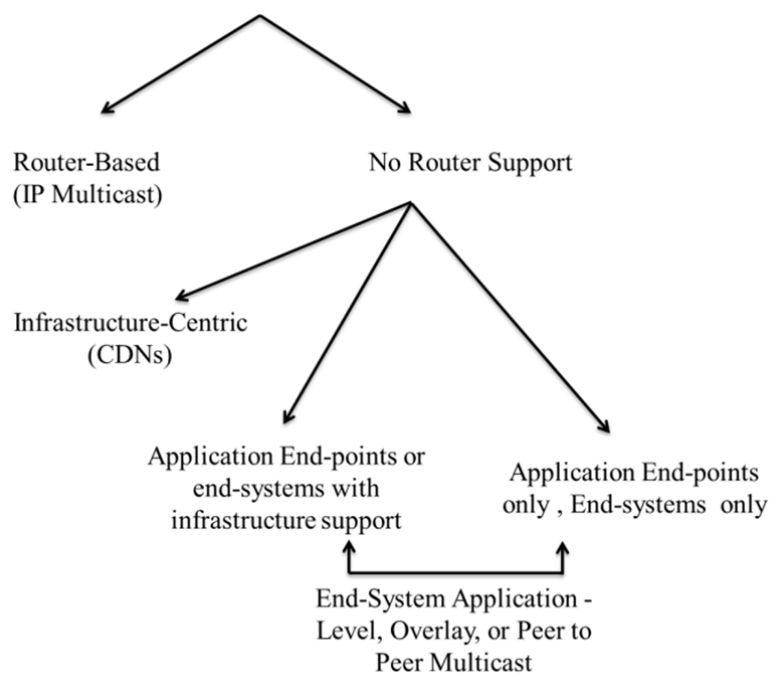 Router-Based
(IP Multicast)
No Router Support
Infrastructure-Centric
(CDNs)
Application End-points or
end-systems with
infrastructure support
Application End-points
only , End-systems only
End-System Application -
Level, Overlay, or Peer to
Peer Multicast